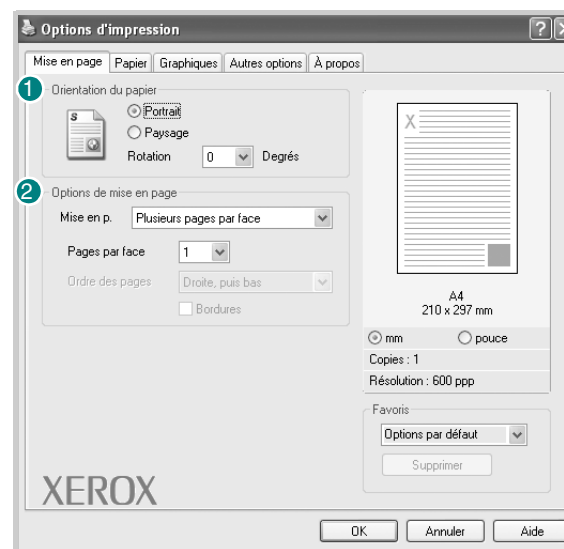 Options d'impression
Mise en page Papier Graphiques Autres options À propos
1 Orientation du papier
S
Portrait
Paysage
Rotation 0 Degrés
2 Options de mise en page
Mise en p. Plusieurs pages par face
Pages par face 1
Ordre des pages Droite, puis bas
Bordures
X
A4
210 x 297 mm
mm pouce
Copies : 1
Résolution : 600 ppp
Favoris
Options par défaut
Supprimer
XEROX
OK Annuler Aide